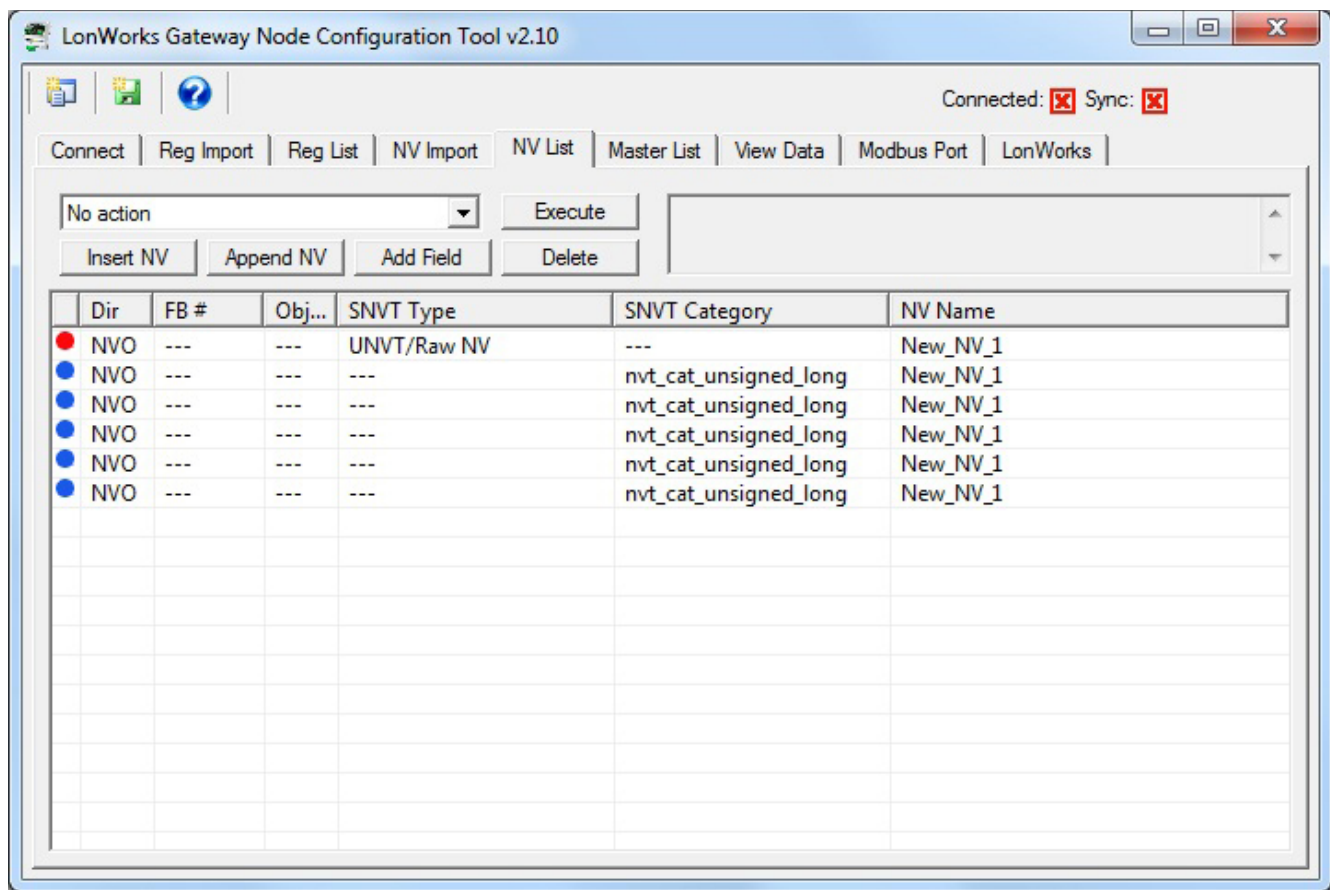 LonWorks Gateway Node Configuration Tool v2.10
Connected: Sync:
Connect Reg Import Reg List NV Import NV List Master List View Data Modbus Port LonWorks
No action Execute
Insert NV Append NV Add Field Delete
Dir FB # Obj... SNVT Type SNVT Category NV Name
NVO --- --- UNVT/Raw NV --- New_NV_1
NVO --- --- --- nvt_cat_unsigned_long New_NV_1
NVO --- --- --- nvt_cat_unsigned_long New_NV_1
NVO --- --- --- nvt_cat_unsigned_long New_NV_1
NVO --- --- --- nvt_cat_unsigned_long New_NV_1
NVO --- --- --- nvt_cat_unsigned_long New_NV_1